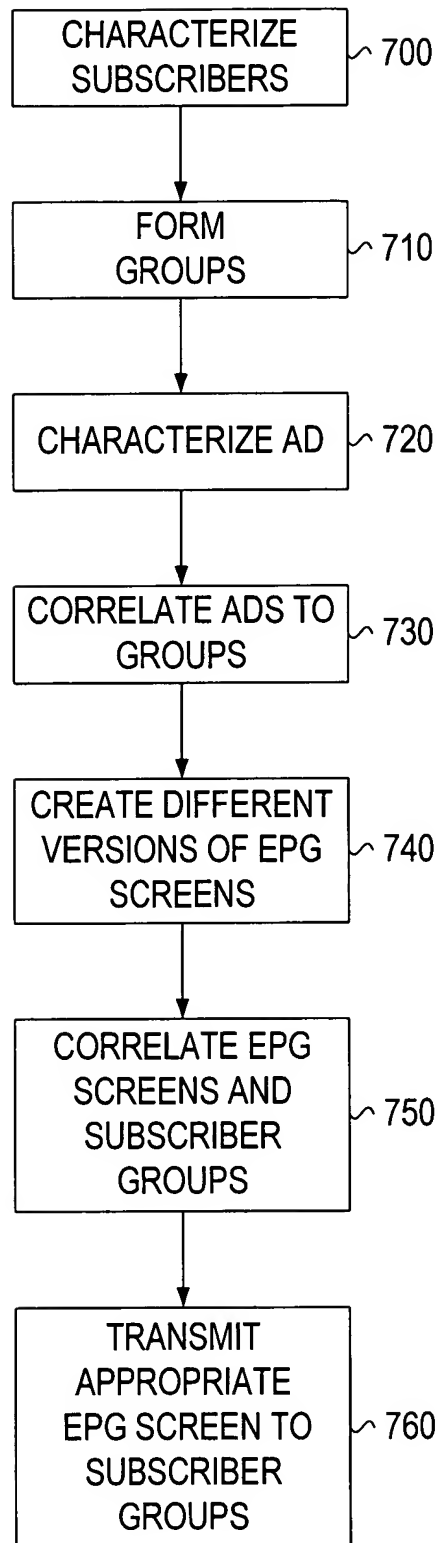 CHARACTERIZE
SUBSCRIBERS
700
FORM
GROUPS
710
CHARACTERIZE AD
720
CORRELATE ADS TO
GROUPS
730
CREATE DIFFERENT
VERSIONS OF EPG
SCREENS
740
CORRELATE EPG
SCREENS AND
SUBSCRIBER
GROUPS
750
TRANSMIT
APPROPRIATE
EPG SCREEN TO
SUBSCRIBER
GROUPS
760